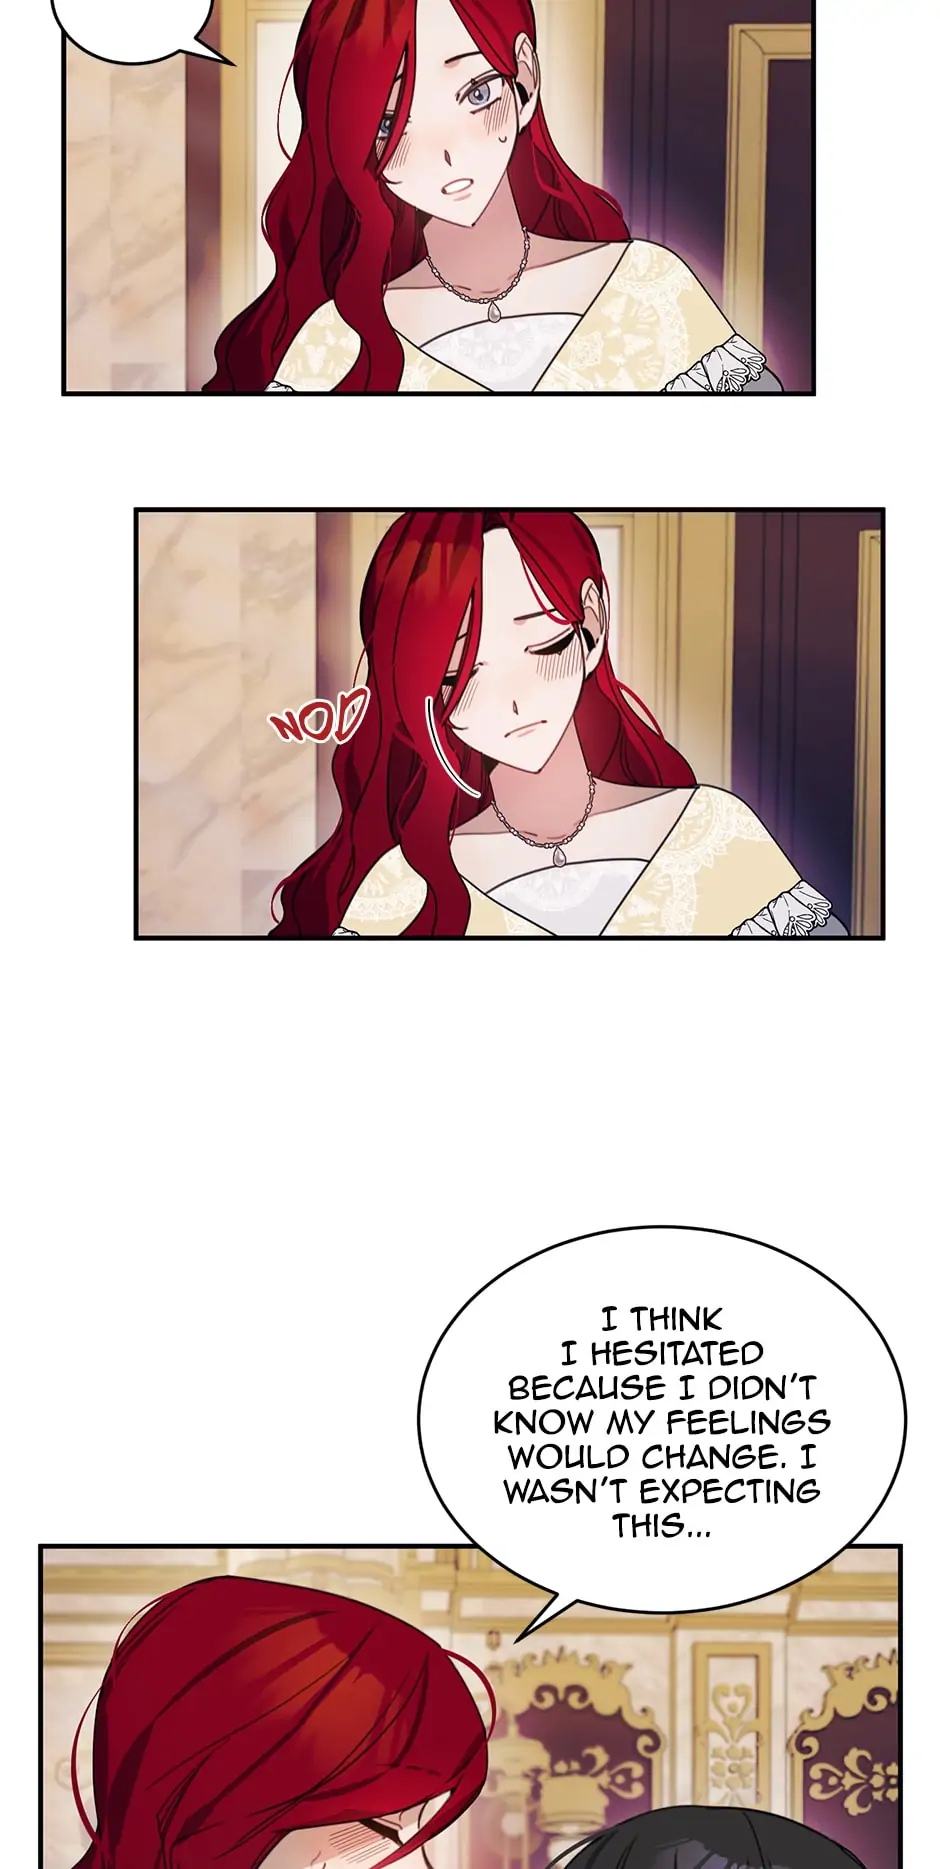 NOD
I THINK
I HESITATED
BECAUSE I DIDN'T
KNOW MY FEELINGS
WOULD CHANGE. I
WASN'T EXPECTING
THIS...